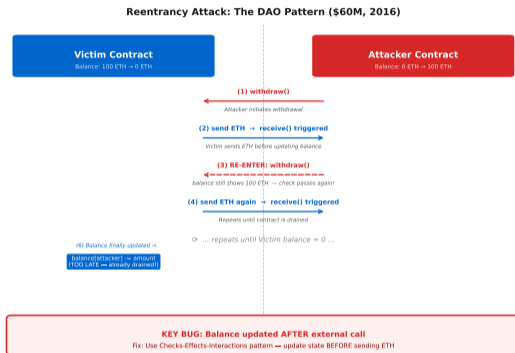 Reentrancy Attack: The DAO Pattern ($60M, 2016)
Victim Contract
Balance: 100 ETH → 0 ETH
Attacker Contract
Balance: 0 ETH → 100 ETH
(1) withdraw()
Attacker initiates withdrawal
(2) send ETH → receive() triggered
Victim sends ETH before updating balance
(3) RE-ENTER: withdraw()
balance still shows 100 ETH — check passes again!
(4) send ETH again → receive() triggered
Repeats until contract is drained
⟳ ... repeats until Victim balance = 0 ...
(6) Balance finally updated →
balance[attacker] -= amount
(TOO LATE — already drained!)
KEY BUG: Balance updated AFTER external call
Fix: Use Checks-Effects-Interactions pattern — update state BEFORE sending ETH